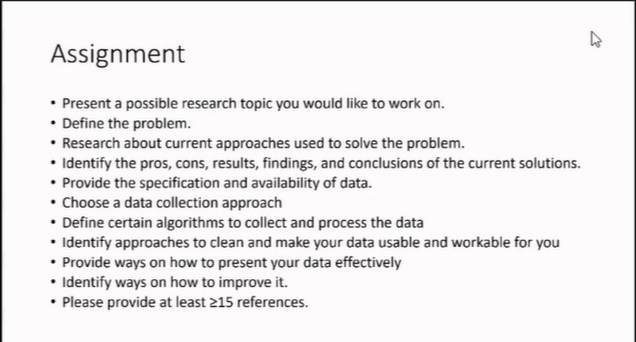 Assignment
• Present a possible research topic you would like to work on.
• Define the problem.
• Research about current approaches used to solve the problem.
• Identify the pros, cons, results, findings, and conclusions of the current solutions.
• Provide the specification and availability of data.
• Choose a data collection approach
• Define certain algorithms to collect and process the data
• Identify approaches to clean and make your data usable and workable for you
• Provide ways on how to present your data effectively
• Identify ways on how to improve it.
• Please provide at least ≥15 references.